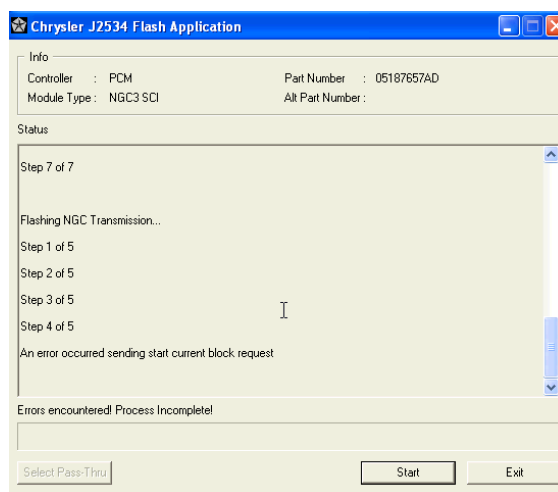 Chrysler J2534 Flash Application
Info
Controller : PCM Part Number : 05187657AD
Module Type : NGC3 SCI Alt Part Number :
Status
Step 7 of 7
Flashing NGC Transmission...
Step 1 of 5
Step 2 of 5
Step 3 of 5
Step 4 of 5
An error occurred sending start current block request
Errors encountered! Process Incomplete!
Select Pass-Thru Start Exit